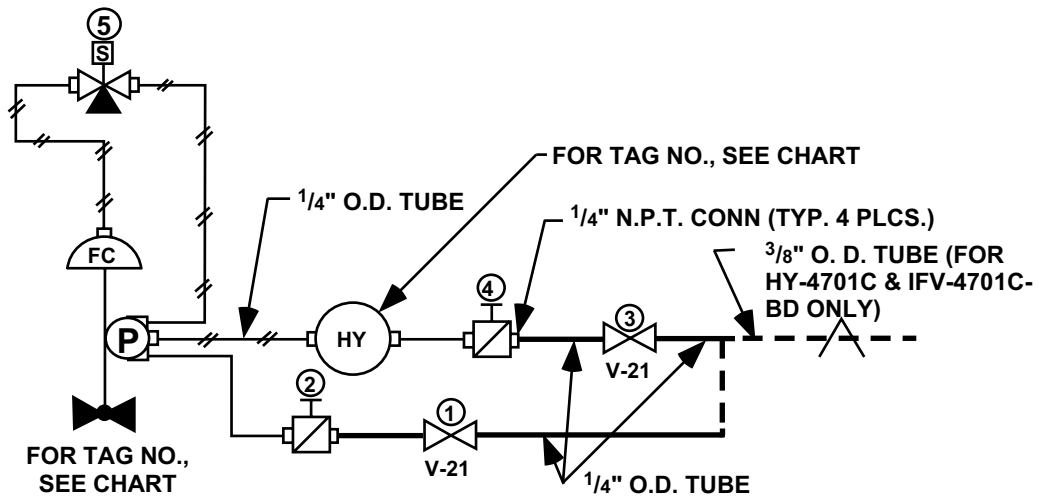 5
S
FOR TAG NO., SEE CHART
1/4" O.D. TUBE
1/4" N.P.T. CONN (TYP. 4 PLCS.)
3/8" O. D. TUBE (FOR
HY-4701C & IFV-4701C-
BD ONLY)
FC
4
3
P
HY
V-21
2
1
V-21
FOR TAG NO.,
SEE CHART
1/4" O.D. TUBE